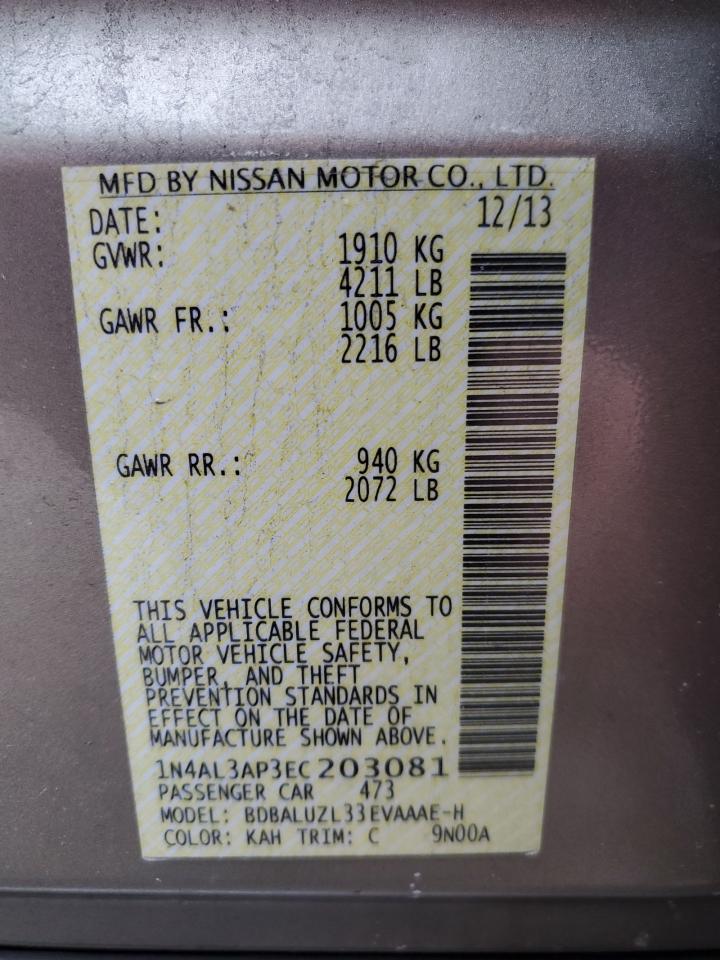 MFD BY NISSAN MOTOR CO., LTD.
DATE: 12/13
GVWR: 1910 KG
4211 LB
GAWR FR.: 1005 KG
2216 LB
GAWR RR.: 940 KG
2072 LB
THIS VEHICLE CONFORMS TO
ALL APPLICABLE FEDERAL
MOTOR VEHICLE SAFETY,
BUMPER, AND THEFT
PREVENTION STANDARDS IN
EFFECT ON THE DATE OF
MANUFACTURE SHOWN ABOVE.
1N4AL3AP3EC203081
PASSENGER CAR 473
MODEL: BDBALUZL33EVAAAE-H
COLOR: KAH TRIM: C 9N00A